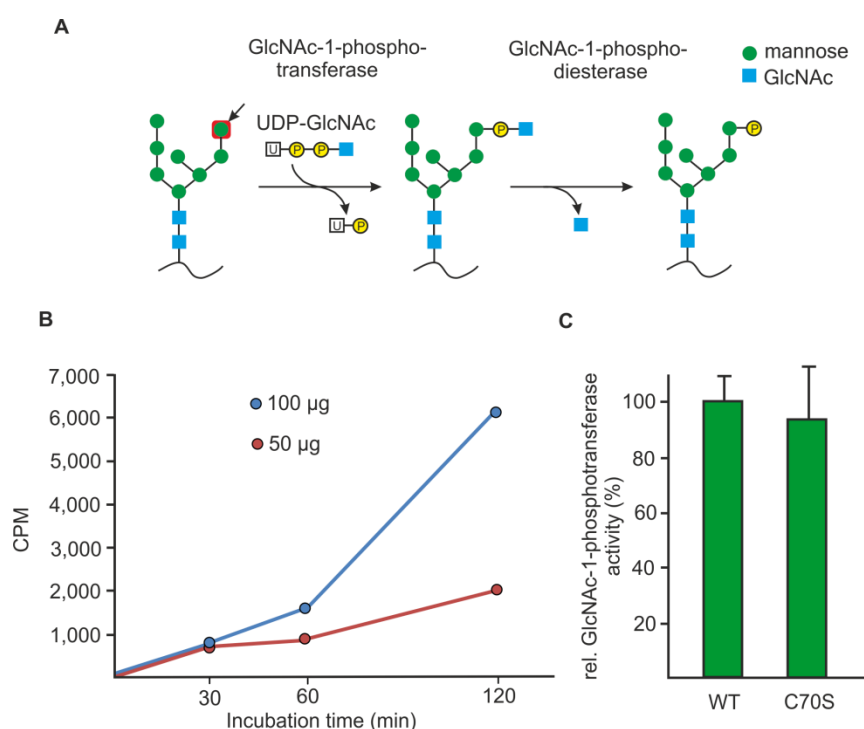 A
GlcNAc-1-phospho-
transferase
GlcNAc-1-phospho-
diesterase
mannose
GlcNAc
UDP-GlcNAc
U P P
U P
P
P
B
7,000
6,000
5,000
4,000
3,000
2,000
1,000
CPM
100 µg
50 µg
30 60 120
Incubation time (min)
C
rel. GlcNAc-1-phosphotransferase
activity (%)
100
80
60
40
20
WT C70S